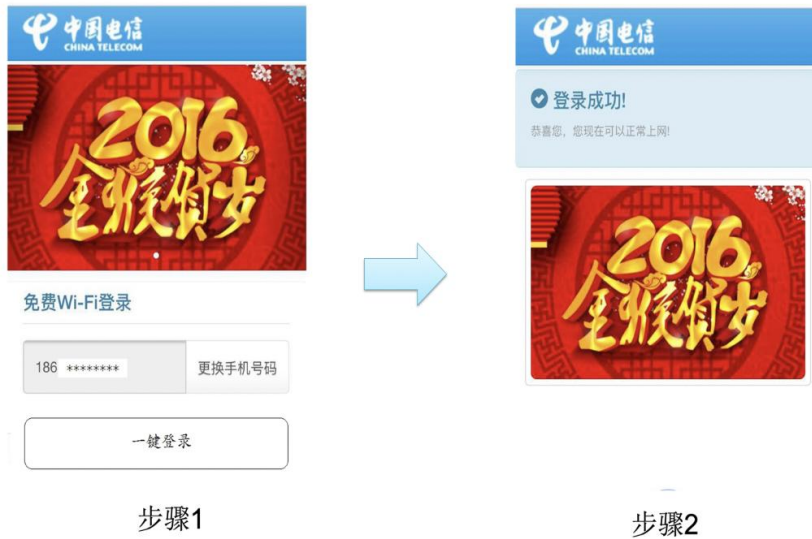 中国电信
CHINA TELECOM
2016
金猴贺岁
免费Wi-Fi登录
186 ********
更换手机号码
一键登录
步骤1
中国电信
CHINA TELECOM
登录成功!
恭喜您，您现在可以正常上网!
2016
金猴贺岁
步骤2